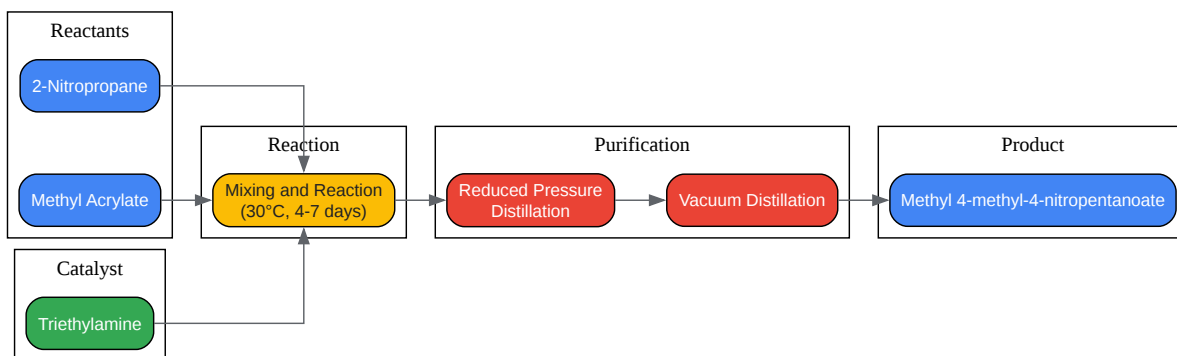 Reactants
2-Nitropropane
Methyl Acrylate
Catalyst
Triethylamine
Reaction
Mixing and Reaction
(30°C, 4-7 days)
Purification
Reduced Pressure
Distillation
Vacuum Distillation
Product
Methyl 4-methyl-4-nitropentanoate